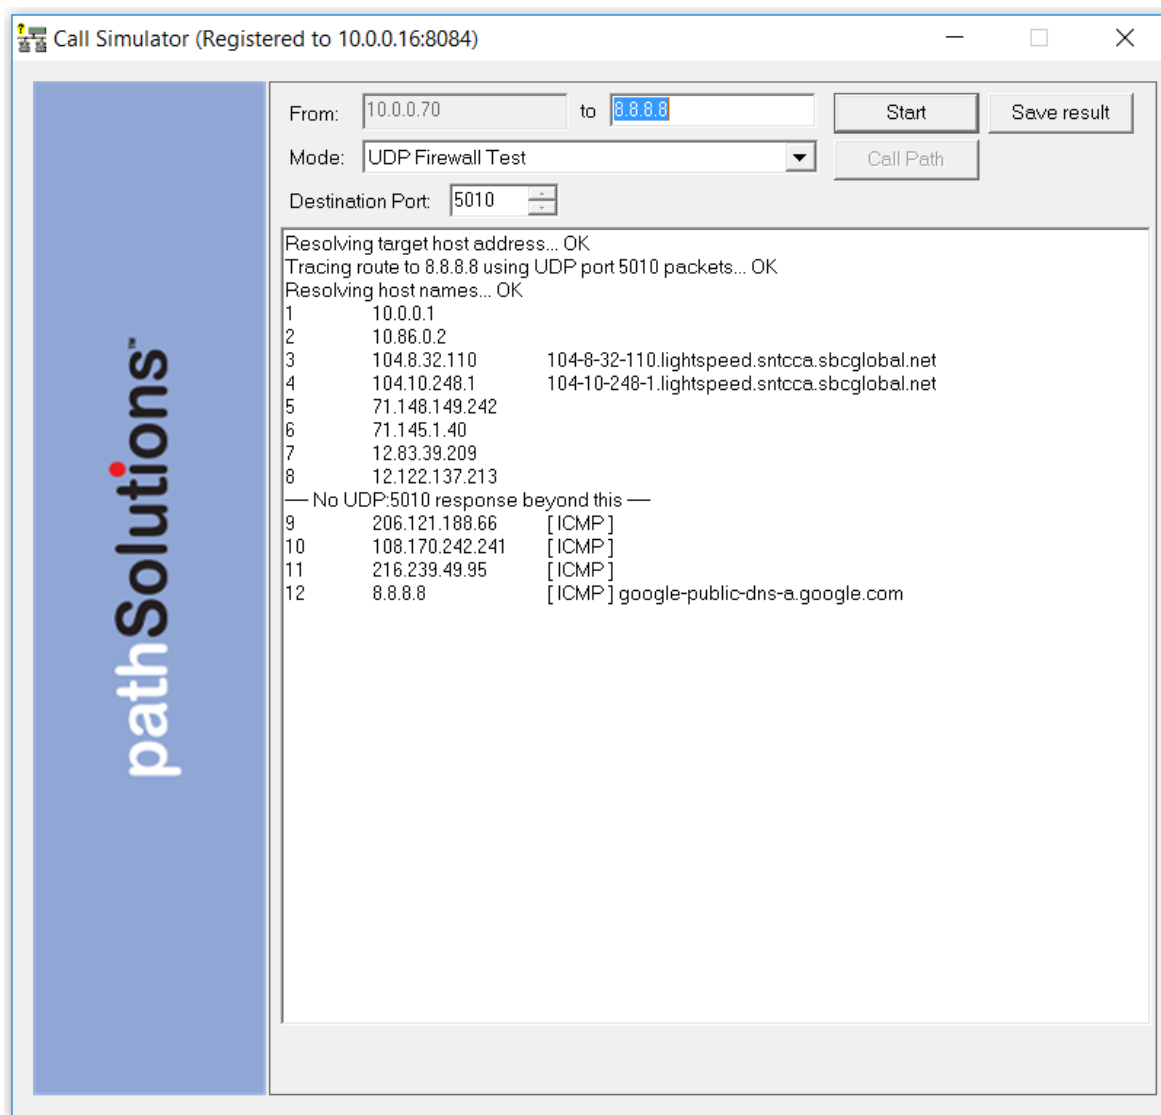 Call Simulator (Registered to 10.0.0.16:8084)
From: 10.0.0.70 to 8.8.8.8 Start Save result
Mode: UDP Firewall Test Call Path
Destination Port: 5010
Resolving target host address... OK
Tracing route to 8.8.8.8 using UDP port 5010 packets... OK
Resolving host names... OK
1 10.0.0.1
2 10.86.0.2
3 104.8.32.110 104-8-32-110.lightspeed.sntcca.sbcglobal.net
4 104.10.248.1 104-10-248-1.lightspeed.sntcca.sbcglobal.net
5 71.148.149.242
6 71.145.1.40
7 12.83.39.209
8 12.122.137.213
── No UDP:5010 response beyond this ──
9 206.121.188.66 [ ICMP ]
10 108.170.242.241 [ ICMP ]
11 216.239.49.95 [ ICMP ]
12 8.8.8.8 [ ICMP ] google-public-dns-a.google.com
pathSolutions™